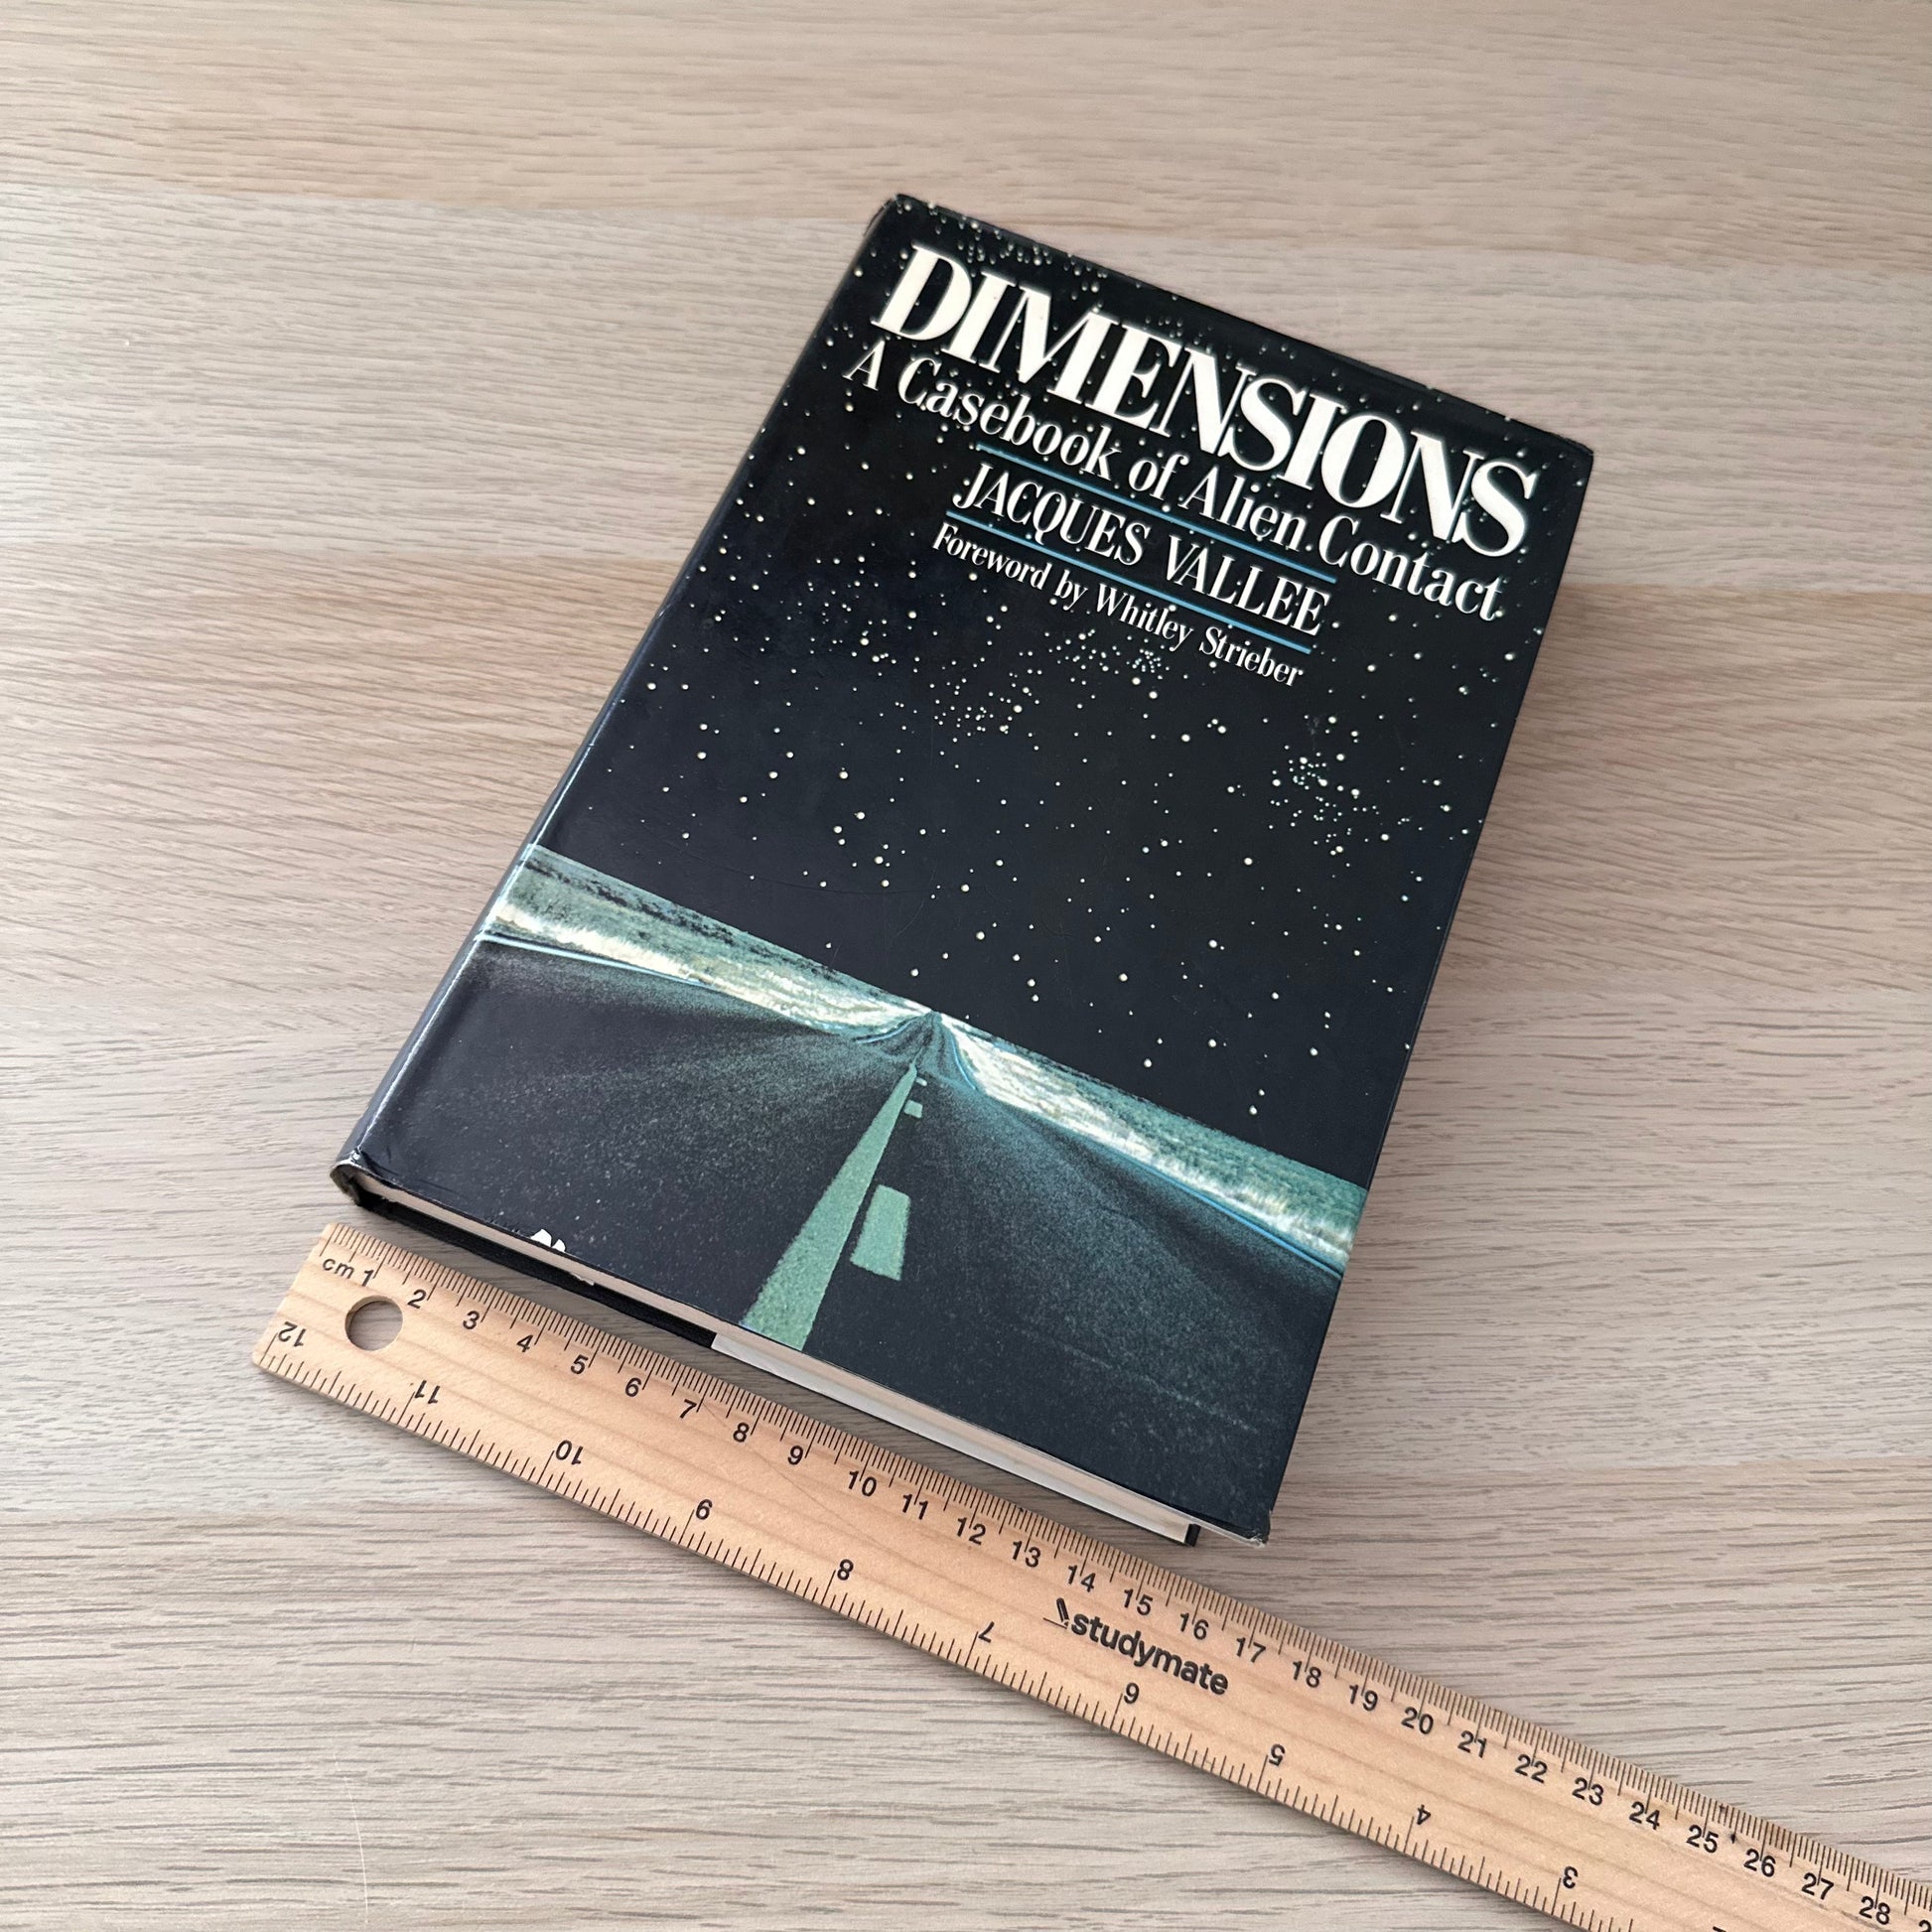 DIMENSIONS
A Casebook of Alien Contact
JACQUES VALLEE
Foreword by Whitley Strieber
cm 1 2 3 4 5 6 7 8 9 10 11 12 13 14 15 16 17 18 19 20 21 22 23 24 25 26 27 28
studymate
12 11 10 9 8 7 6 5 4 3